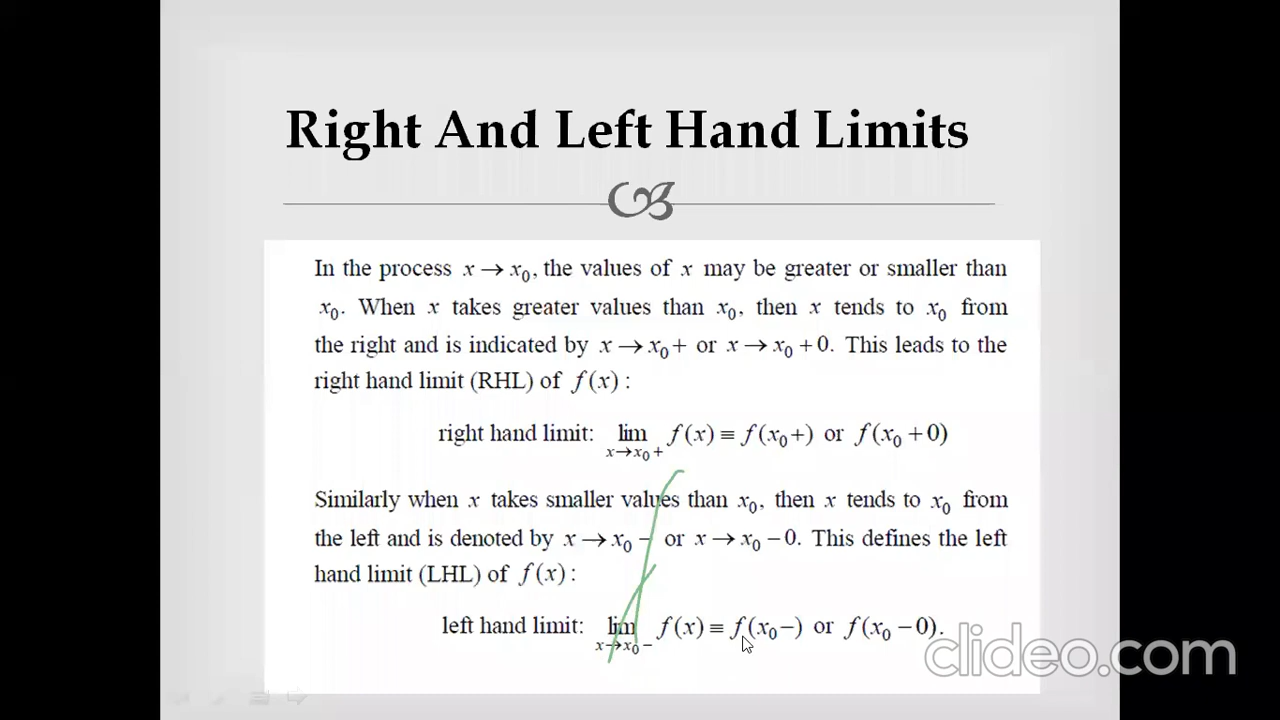 Right And Left Hand Limits
In the process x → x₀, the values of x may be greater or smaller than
x₀. When x takes greater values than x₀, then x tends to x₀ from
the right and is indicated by x → x₀+ or x → x₀ + 0. This leads to the
right hand limit (RHL) of f(x) :
right hand limit: lim x→x₀+ f(x) ≡ f(x₀+) or f(x₀ + 0)
Similarly when x takes smaller values than x₀, then x tends to x₀ from
the left and is denoted by x → x₀ − or x → x₀ − 0. This defines the left
hand limit (LHL) of f(x) :
left hand limit: lim x→x₀− f(x) ≡ f(x₀−) or f(x₀ − 0).
clideo.com